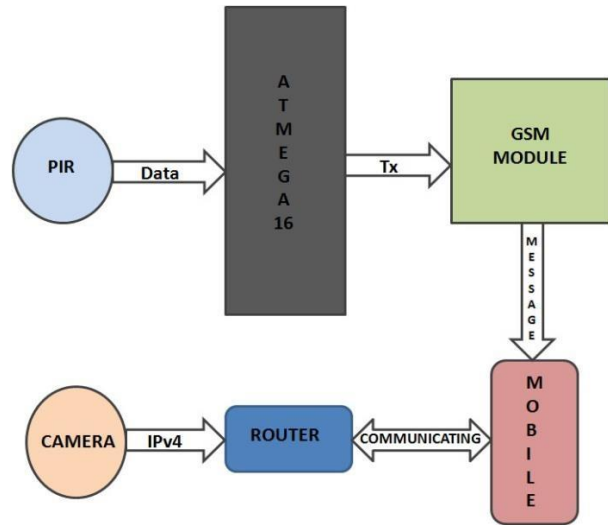 A
T
M
E
G
A
16
PIR
Data
Tx
GSM
MODULE
M
E
S
S
A
G
E
CAMERA
IPv4
ROUTER
COMMUNICATING
M
O
B
I
L
E